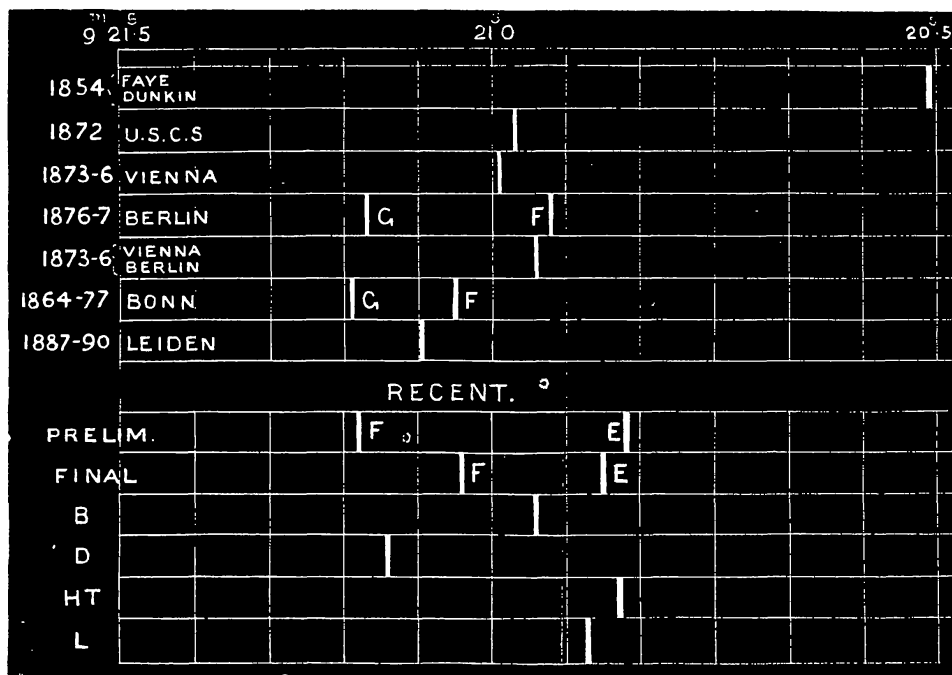 9 m 21·5 s 21·0 s 20·5 s
1854 FAYE
DUNKIN
1872 U.S.C.S
1873-6 VIENNA
1876-7 BERLIN G F
1873-6 VIENNA
BERLIN
1864-77 BONN G F
1887-90 LEIDEN
RECENT.
PRELIM. F E
FINAL F E
B
D
HT
L